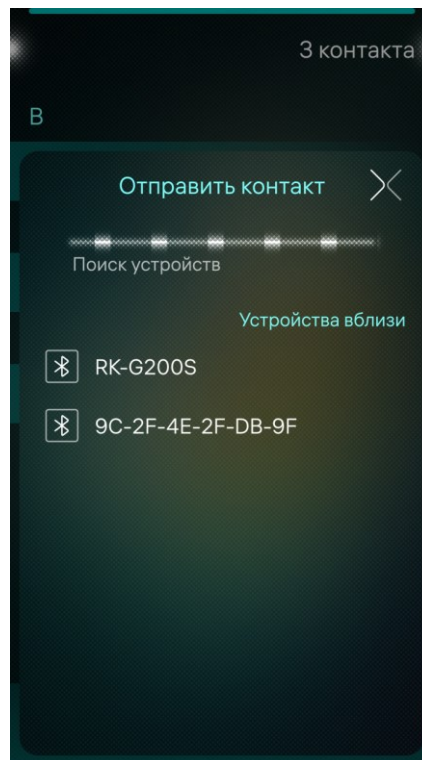 3 контакта
В
Отправить контакт
Поиск устройств
Устройства вблизи
RK-G200S
9C-2F-4E-2F-DB-9F